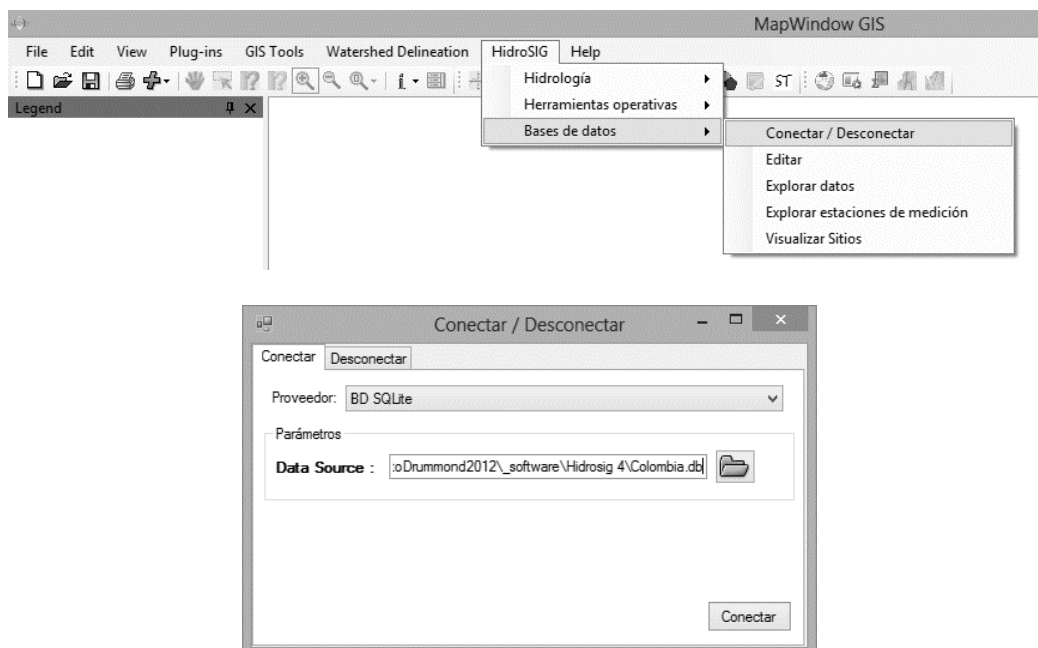 MapWindow GIS
File Edit View Plug-ins GIS Tools Watershed Delineation HidroSIG Help
ST
Legend
Hidrología
Herramientas operativas
Bases de datos
Conectar / Desconectar
Editar
Explorar datos
Explorar estaciones de medición
Visualizar Sitios
Conectar / Desconectar
Conectar Desconectar
Proveedor: BD SQLite
Parámetros
Data Source : :oDrummond2012\_software\Hidrosig 4\Colombia.db
Conectar